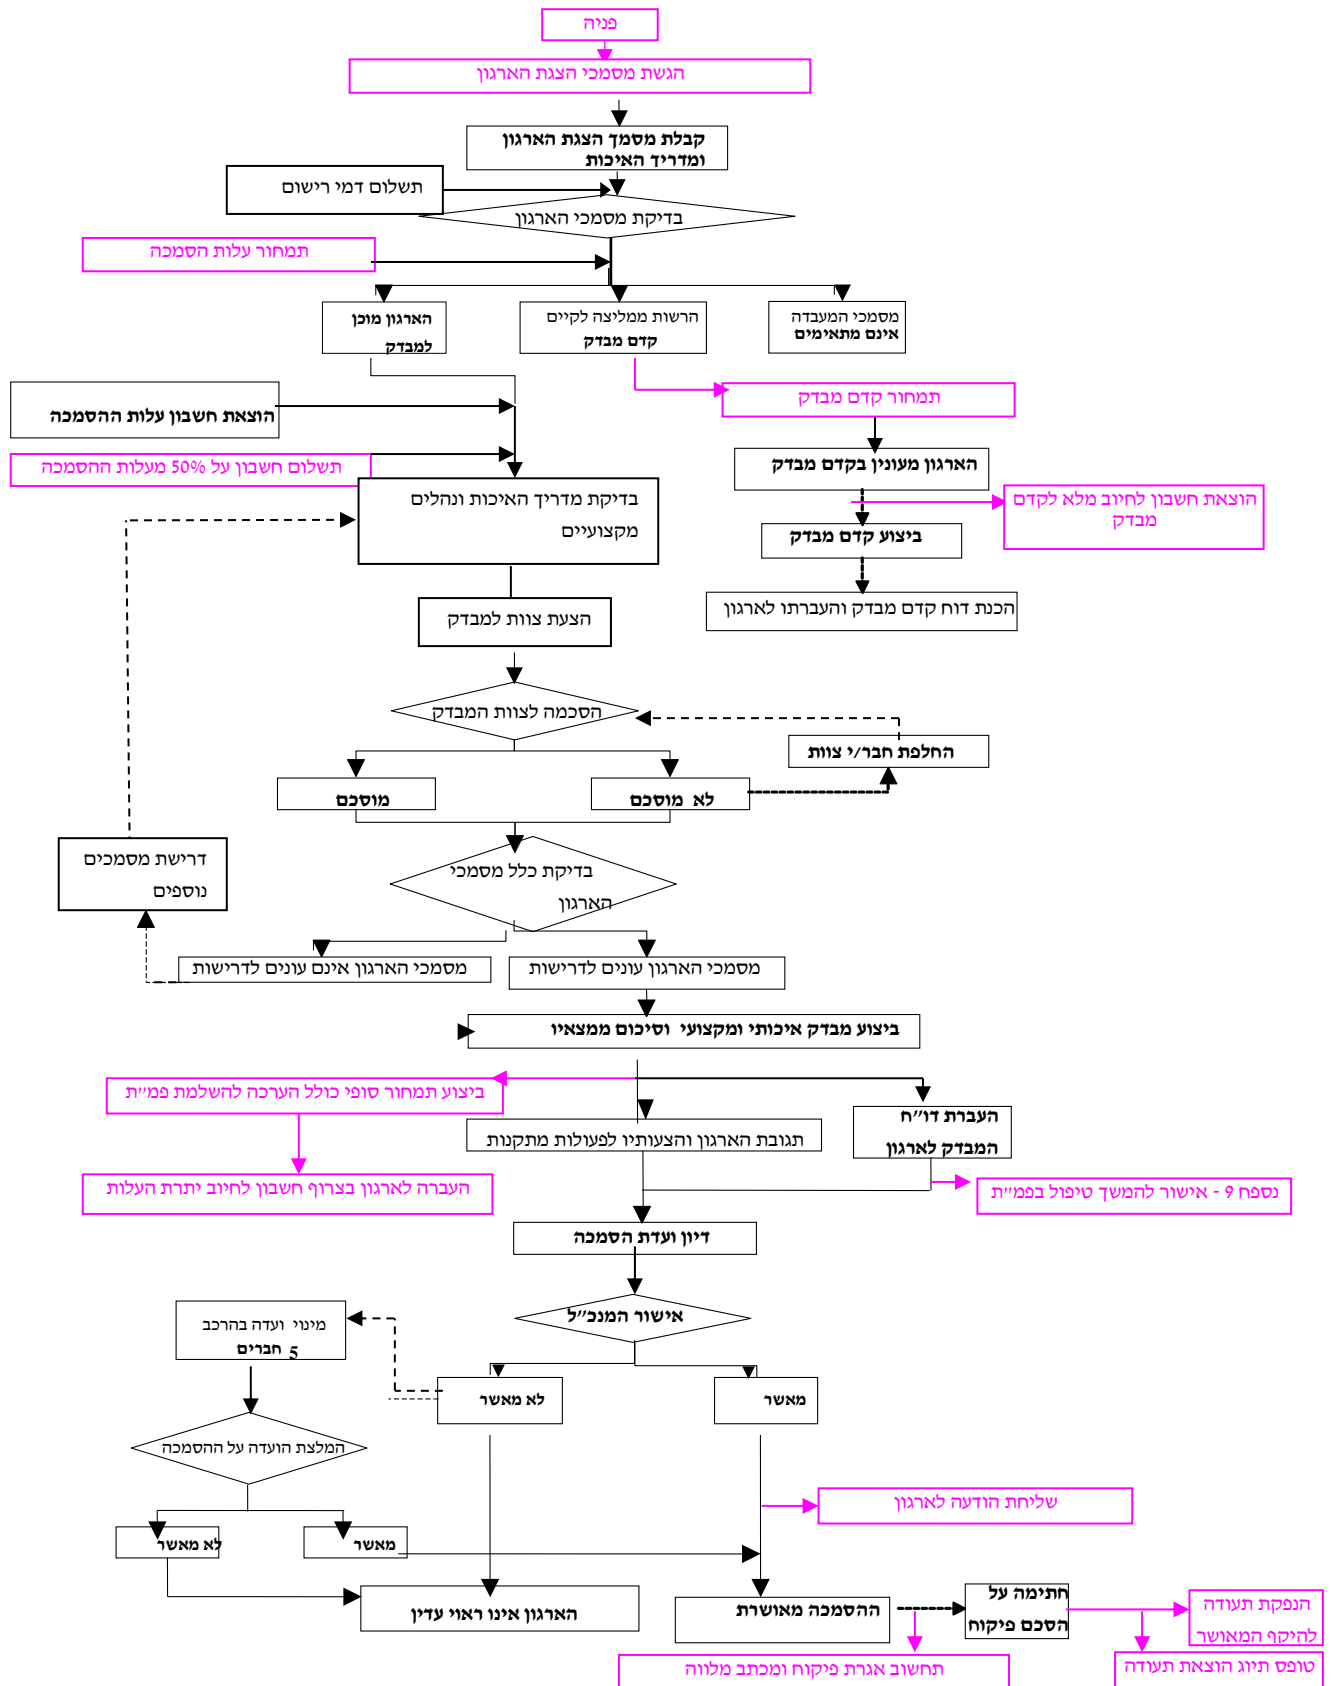 פניה
הגשת מסמכי הצגת הארגון
קבלת מסמך הצגת הארגון
ומדריך האיכות
תשלום דמי רישום
בדיקת מסמכי הארגון
תמחור עלות הסמכה
הארגון מוכן
למבדק
הרשות ממליצה לקיים
קדם מבדק
מסמכי המעבדה
אינם מתאימים
תמחור קדם מבדק
הוצאת חשבון עלות ההסמכה
הארגון מעונין בקדם מבדק
תשלום חשבון על 50% מעלות ההסמכה
בדיקת מדריך האיכות ונהלים
מקצועיים
הוצאת חשבון לחיוב מלא לקדם
מבדק
ביצוע קדם מבדק
הכנת דוח קדם מבדק והעברתו לארגון
הצעת צוות למבדק
הסכמה לצוות המבדק
החלפת חבר/י צוות
מוסכם
לא מוסכם
דרישת מסמכים
נוספים
בדיקת כלל מסמכי
הארגון
מסמכי הארגון אינם עונים לדרישות
מסמכי הארגון עונים לדרישות
ביצוע מבדק איכותי ומקצועי וסיכום ממצאיו
ביצוע תמחור סופי כולל הערכה להשלמת פמ״ת
העברת דו״ח
המבדק לארגון
תגובת הארגון והצעותיו לפעולות מתקנות
העברה לארגון בצרוף חשבון לחיוב יתרת העלות
נספח 9 - אישור להמשך טיפול בפמ״ת
דיון ועדת הסמכה
אישור המנכ״ל
מינוי ועדה בהרכב
5 חברים
לא מאשר
מאשר
המלצת הועדה על ההסמכה
שליחת הודעה לארגון
לא מאשר
מאשר
הארגון אינו ראוי עדין
ההסמכה מאושרת
חתימה על
הסכם פיקוח
הנפקת תעודה
להיקף המאושר
תחשוב אגרת פיקוח ומכתב מלווה
טופס תיוג הוצאת תעודה